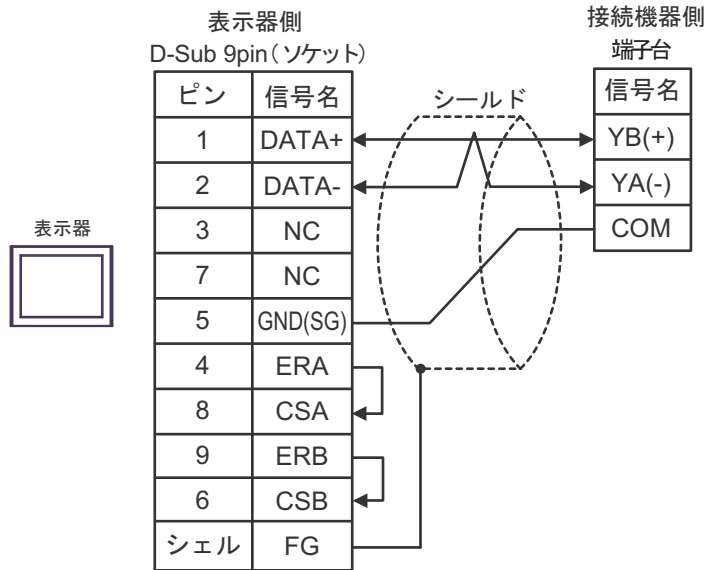 表示器側
D-Sub 9pin(ソケット)
接続機器側
端子台
ピン 信号名
シールド
信号名
1 DATA+
YB(+)
2 DATA-
YA(-)
3 NC
COM
表示器
7 NC
5 GND(SG)
4 ERA
8 CSA
9 ERB
6 CSB
シェル FG